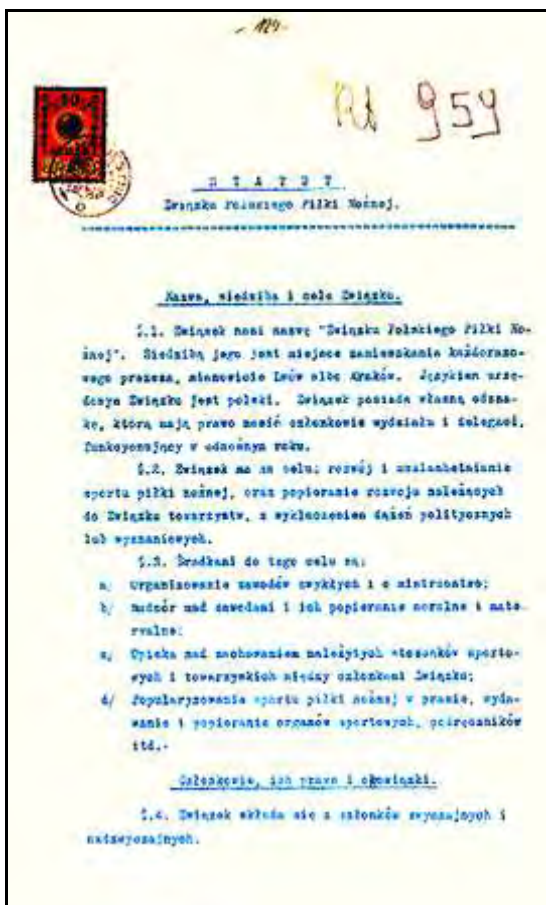 - 124 -
959
STATUT
Związku Polskiego Piłki Nożnej.
Nazwa, siedziba i cele Związku.
§.1. Związek nosi nazwę "Związku Polskiego Piłki No-
żnej". Siedzibą jego jest miejsce zamieszkania każdorazo-
wego prezesa, mianowicie Lwów albo Kraków. Językiem urzę-
dowym Związku jest polski. Związek posiada własną odzna-
kę, którą mają prawo nosić członkowie wydziału i delegaci,
funkcyonujący w odnośnym roku.
§.2. Związek ma na celu: rozwój i uszlachetnianie
sportu piłki nożnej, oraz popieranie rozwoju należących
do Związku towarzystw, z wykluczeniem dążeń politycznych
lub wyznaniowych.
§.3. Środkami do tego celu są:
a/ Organizowanie zawodów zwykłych i o mistrzostwo;
b/ Nadzór nad zawodami i ich popieranie moralne i mate-
ryalne;
c/ Opieka nad zachowaniem należytych stosunków sporto-
wych i towarzyskich między członkami Związku;
d/ Popularyzowanie sportu piłki nożnej w prasie, wyda-
wanie i popieranie organów sportowych, podręczników
itd.-
Członkowie, ich prawa i obowiązki.
§.4. Związek składa się z członków zwyczajnych i
nadzwyczajnych.